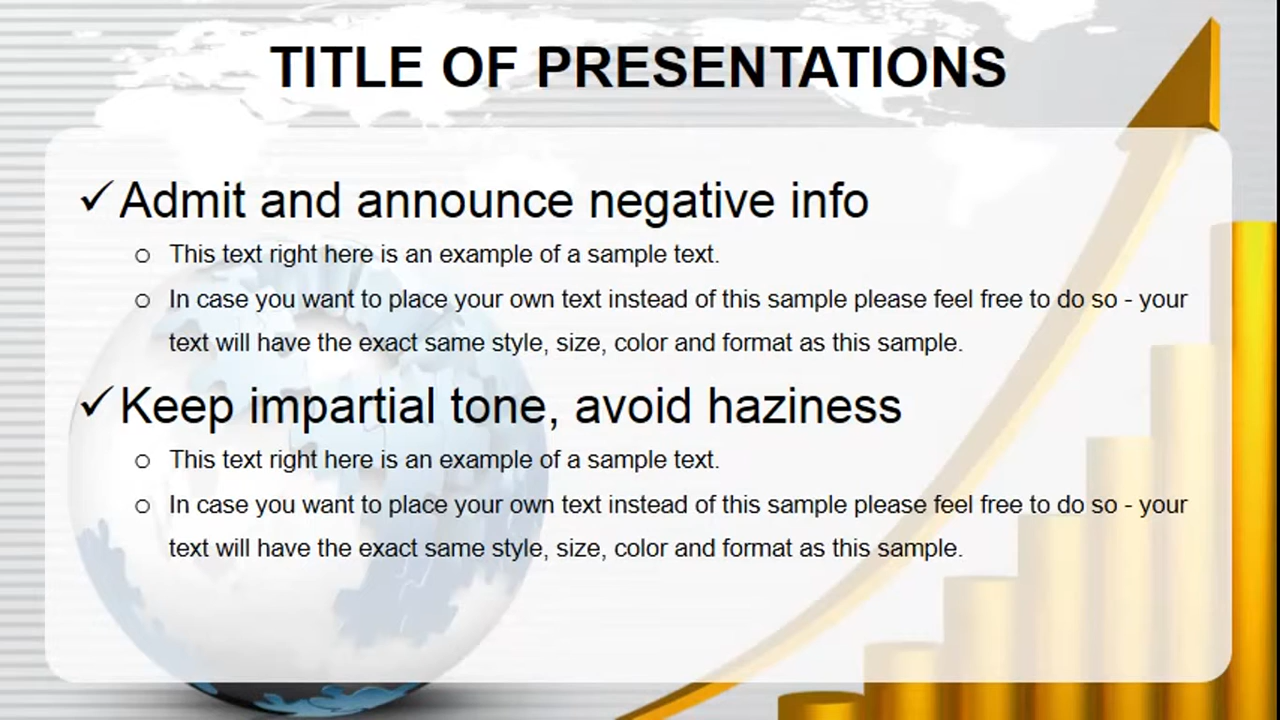 TITLE OF PRESENTATIONS
✓ Admit and announce negative info
o This text right here is an example of a sample text.
o In case you want to place your own text instead of this sample please feel free to do so - your
text will have the exact same style, size, color and format as this sample.
✓ Keep impartial tone, avoid haziness
o This text right here is an example of a sample text.
o In case you want to place your own text instead of this sample please feel free to do so - your
text will have the exact same style, size, color and format as this sample.